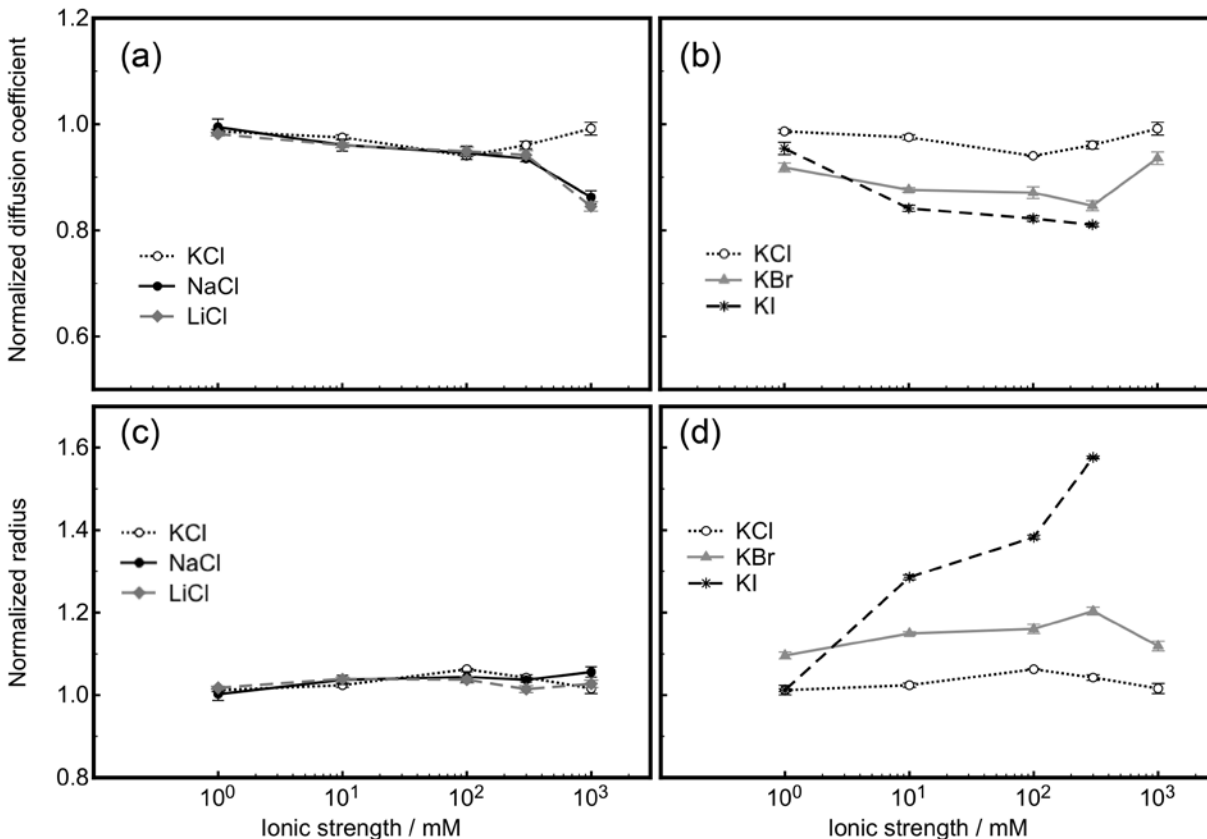 Normalized diffusion coefficient
1.2
1.0
0.8
0.6
(a)
KCl
NaCl
LiCl
(b)
KCl
KBr
KI
Normalized radius
1.6
1.4
1.2
1.0
0.8
(c)
KCl
NaCl
LiCl
(d)
KCl
KBr
KI
10⁰ 10¹ 10² 10³
Ionic strength / mM
10⁰ 10¹ 10² 10³
Ionic strength / mM